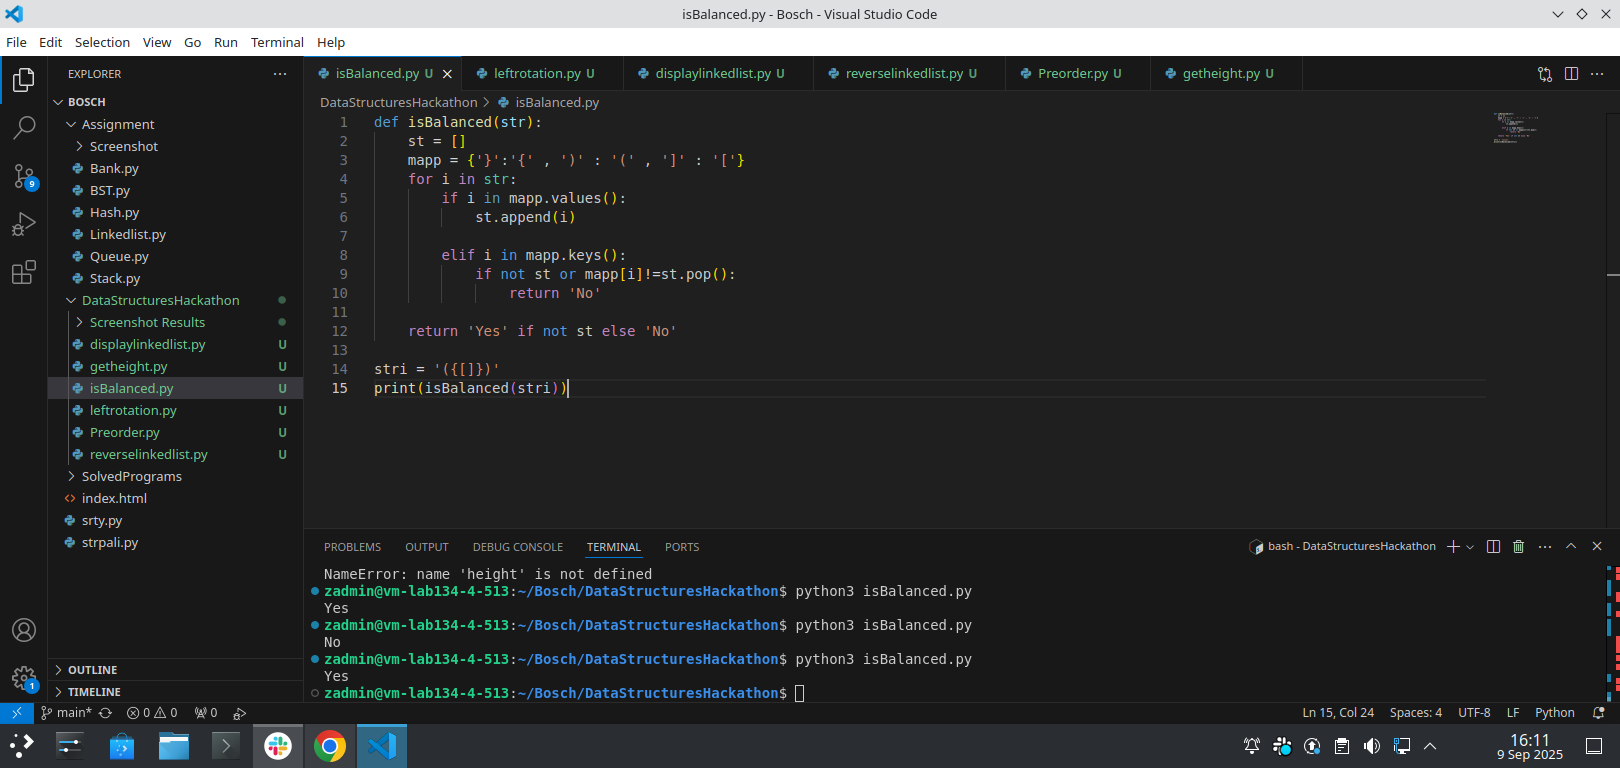 isBalanced.py - Bosch - Visual Studio Code
File Edit Selection View Go Run Terminal Help
EXPLORER
BOSCH
Assignment
Screenshot
Bank.py
BST.py
Hash.py
Linkedlist.py
Queue.py
Stack.py
DataStructuresHackathon
Screenshot Results
displaylinkedlist.py U
getheight.py U
isBalanced.py U
leftrotation.py U
Preorder.py U
reverselinkedlist.py U
SolvedPrograms
index.html
srty.py
strpali.py
OUTLINE
TIMELINE
9
1
isBalanced.py U leftrotation.py U displaylinkedlist.py U reverselinkedlist.py U Preorder.py U getheight.py U
DataStructuresHackathon > isBalanced.py
1 def isBalanced(str):
2 st = []
3 mapp = {'}':'{' , ')' : '(' , ']' : '['}
4 for i in str:
5 if i in mapp.values():
6 st.append(i)
7
8 elif i in mapp.keys():
9 if not st or mapp[i]!=st.pop():
10 return 'No'
11
12 return 'Yes' if not st else 'No'
13
14 stri = '({[]})'
15 print(isBalanced(stri))
PROBLEMS OUTPUT DEBUG CONSOLE TERMINAL PORTS
bash - DataStructuresHackathon
NameError: name 'height' is not defined
zadmin@vm-lab134-4-513:~/Bosch/DataStructuresHackathon$ python3 isBalanced.py
Yes
zadmin@vm-lab134-4-513:~/Bosch/DataStructuresHackathon$ python3 isBalanced.py
No
zadmin@vm-lab134-4-513:~/Bosch/DataStructuresHackathon$ python3 isBalanced.py
Yes
zadmin@vm-lab134-4-513:~/Bosch/DataStructuresHackathon$
main* 0 0 0 Ln 15, Col 24 Spaces: 4 UTF-8 LF Python
16:11
9 Sep 2025